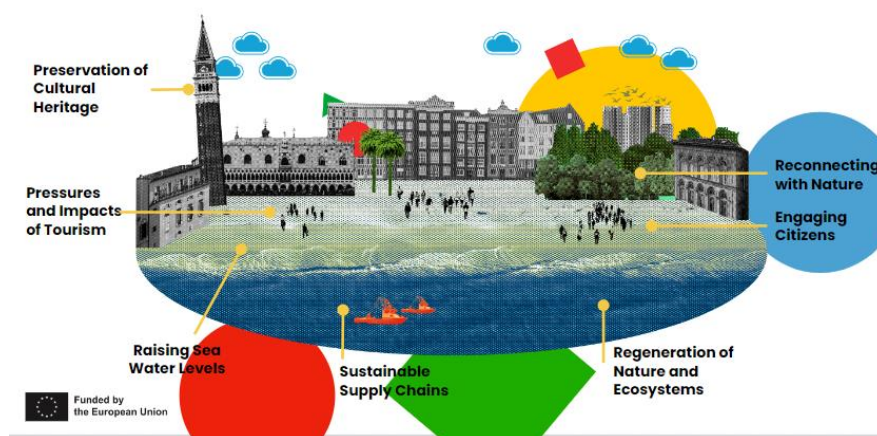 Preservation of
Cultural
Heritage
Pressures
and Impacts
of Tourism
Raising Sea
Water Levels
Sustainable
Supply Chains
Regeneration of
Nature and
Ecosystems
Reconnecting
with Nature
Engaging
Citizens
Funded by
the European Union